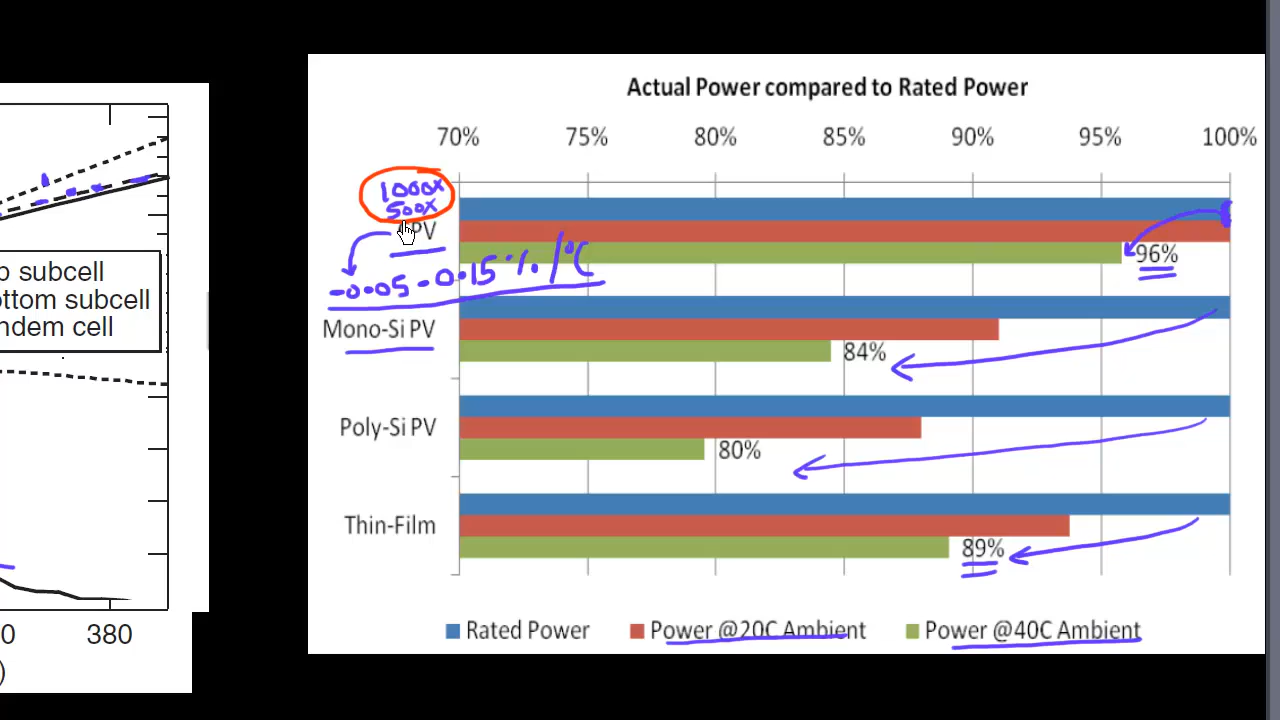 Actual Power compared to Rated Power
70% 75% 80% 85% 90% 95% 100%
1000x
500x
PV
96%
-0.05 - 0.15 %/°C
Mono-Si PV
84%
Poly-Si PV
80%
Thin-Film
89%
Rated Power Power @20C Ambient Power @40C Ambient
p subcell
ottom subcell
ndem cell
0 380
)